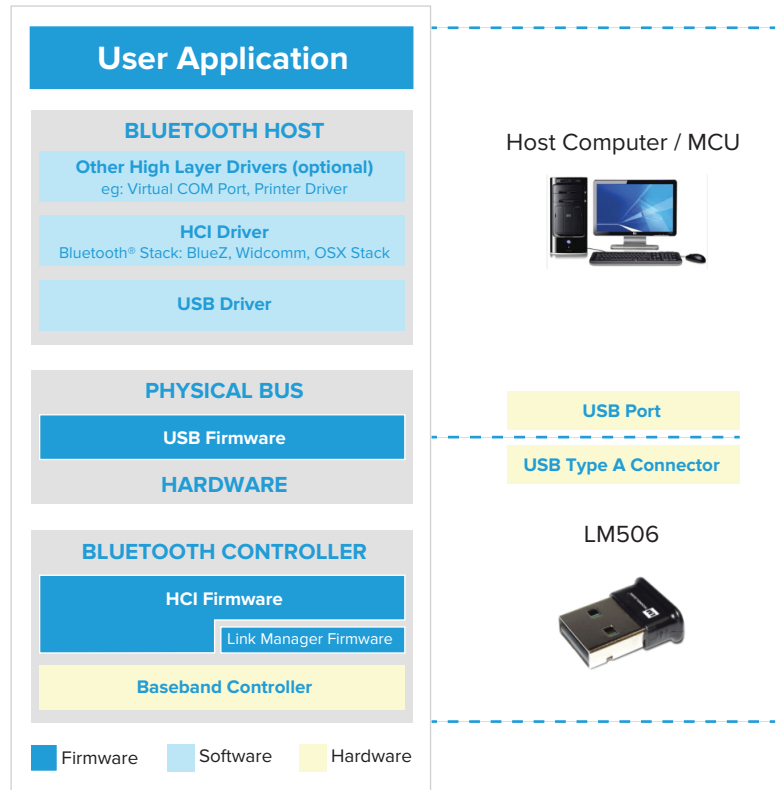 User Application
BLUETOOTH HOST
Other High Layer Drivers (optional)
eg: Virtual COM Port, Printer Driver
HCI Driver
Bluetooth® Stack: BlueZ, Widcomm, OSX Stack
USB Driver
PHYSICAL BUS
USB Firmware
HARDWARE
BLUETOOTH CONTROLLER
HCI Firmware
Link Manager Firmware
Baseband Controller
Firmware
Software
Hardware
Host Computer / MCU
USB Port
USB Type A Connector
LM506